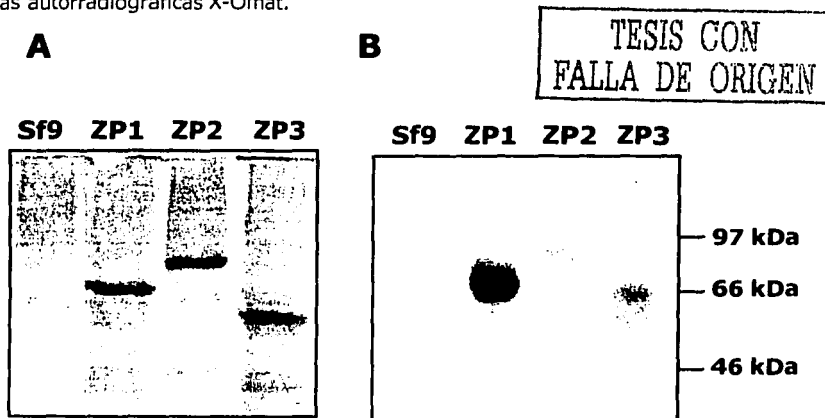 as autorradiográficas X-Omat.
TESIS CON
FALLA DE ORIGEN
A
B
Sf9 ZP1 ZP2 ZP3
Sf9 ZP1 ZP2 ZP3
97 kDa
66 kDa
46 kDa